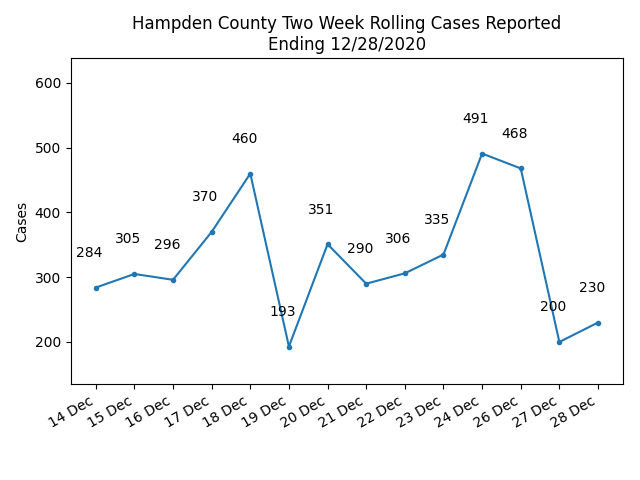 Hampden County Two Week Rolling Cases Reported
Ending 12/28/2020
Cases
600
500
400
300
200
284
305
296
370
460
193
351
290
306
335
491
468
200
230
14 Dec
15 Dec
16 Dec
17 Dec
18 Dec
19 Dec
20 Dec
21 Dec
22 Dec
23 Dec
24 Dec
26 Dec
27 Dec
28 Dec